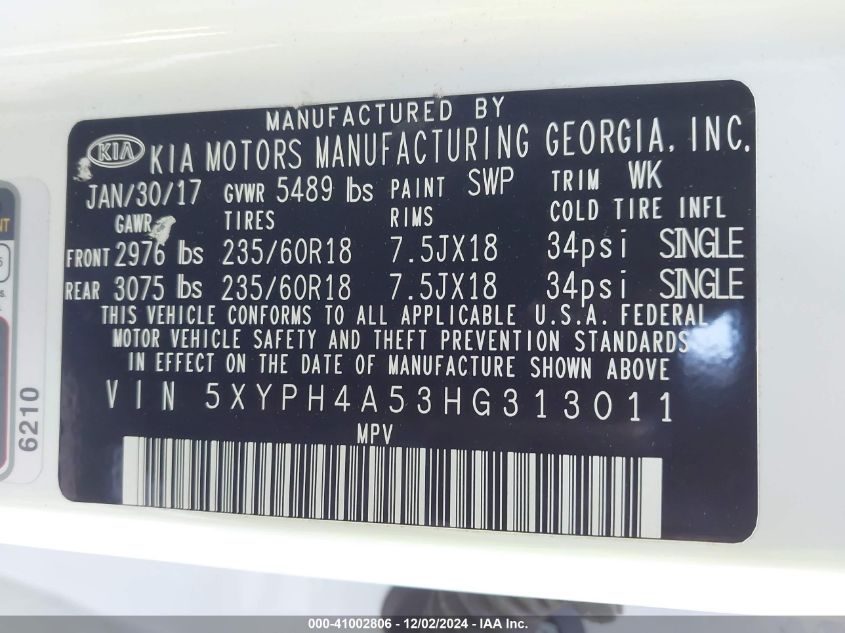 MANUFACTURED BY
KIA KIA MOTORS MANUFACTURING GEORGIA, INC.
JAN/30/17 GVWR 5489 lbs PAINT SWP TRIM WK
GAWR TIRES RIMS COLD TIRE INFL
FRONT 2976 lbs 235/60R18 7.5JX18 34psi SINGLE
REAR 3075 lbs 235/60R18 7.5JX18 34psi SINGLE
THIS VEHICLE CONFORMS TO ALL APPLICABLE U.S.A. FEDERAL
MOTOR VEHICLE SAFETY AND THEFT PREVENTION STANDARDS
IN EFFECT ON THE DATE OF MANUFACTURE SHOWN ABOVE
VIN 5XYPH4A53HG313011
MPV
6210
000-41002806 - 12/02/2024 - IAA Inc.